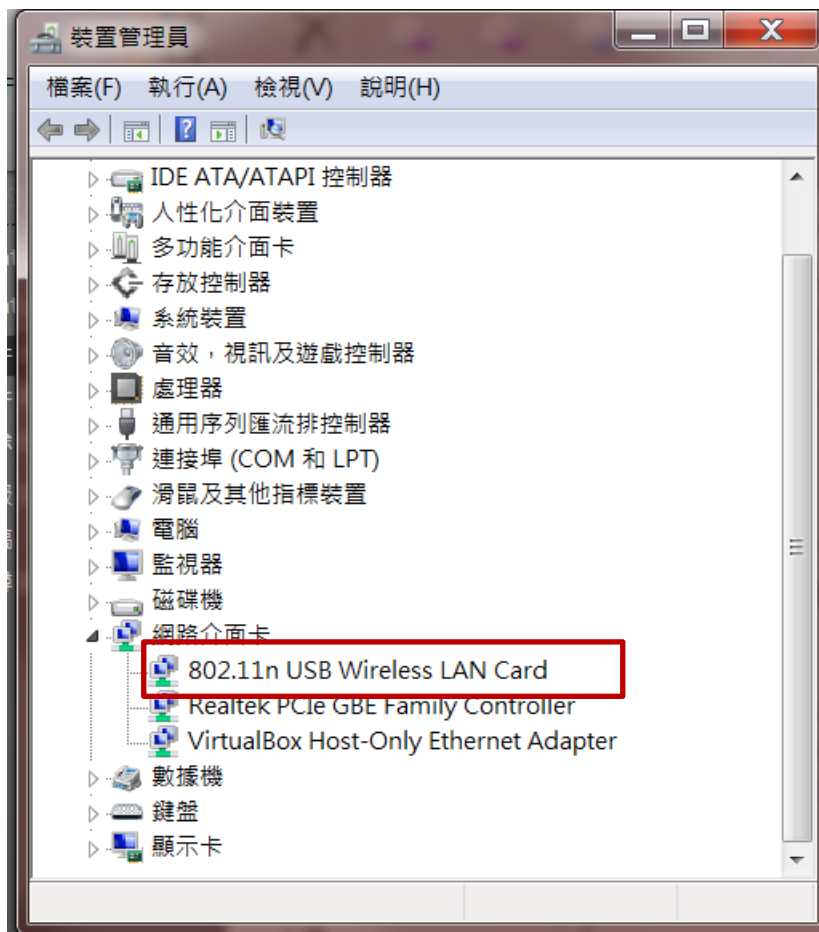 裝置管理員
檔案(F) 執行(A) 檢視(V) 說明(H)
IDE ATA/ATAPI 控制器
人性化介面裝置
多功能介面卡
存放控制器
系統裝置
音效，視訊及遊戲控制器
處理器
通用序列匯流排控制器
連接埠 (COM 和 LPT)
滑鼠及其他指標裝置
電腦
監視器
磁碟機
網路介面卡
802.11n USB Wireless LAN Card
Realtek PCIe GBE Family Controller
VirtualBox Host-Only Ethernet Adapter
數據機
鍵盤
顯示卡